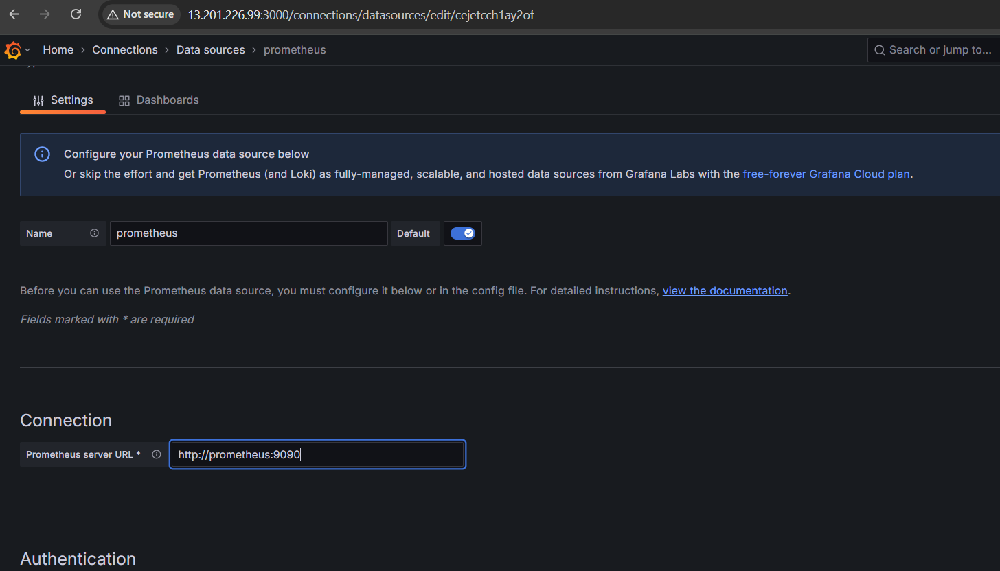 Not secure 13.201.226.99:3000/connections/datasources/edit/cejetcch1ay2of
Home › Connections › Data sources › prometheus Search or jump to...
Settings Dashboards
Configure your Prometheus data source below
Or skip the effort and get Prometheus (and Loki) as fully-managed, scalable, and hosted data sources from Grafana Labs with the free-forever Grafana Cloud plan.
Name prometheus Default
Before you can use the Prometheus data source, you must configure it below or in the config file. For detailed instructions, view the documentation.
Fields marked with * are required
Connection
Prometheus server URL * http://prometheus:9090
Authentication